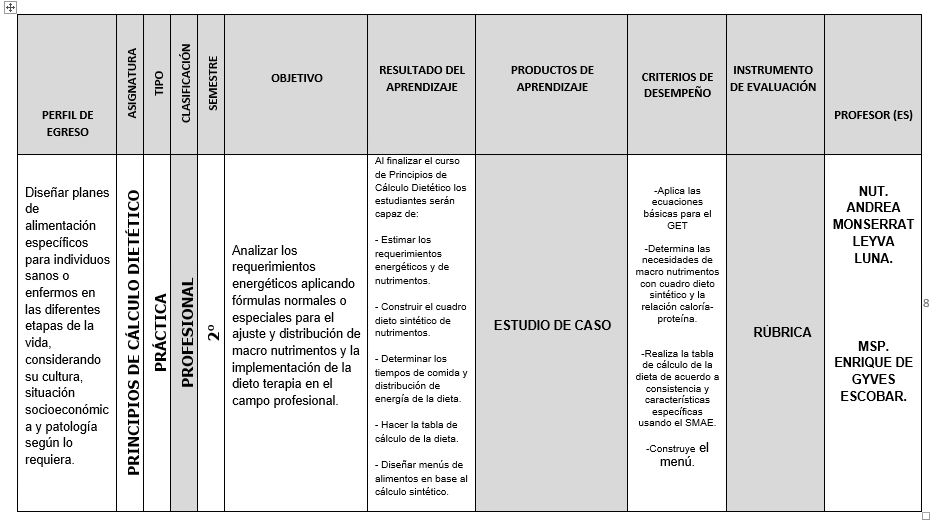 PERFIL DE
EGRESO
ASIGNATURA
TIPO
CLASIFICACIÓN
SEMESTRE
OBJETIVO
RESULTADO DEL
APRENDIZAJE
PRODUCTOS DE
APRENDIZAJE
CRITERIOS DE
DESEMPEÑO
INSTRUMENTO
DE EVALUACIÓN
PROFESOR (ES)
Diseñar planes
de
alimentación
específicos
para individuos
sanos o
enfermos en
las diferentes
etapas de la
vida,
considerando
su cultura,
situación
socioeconómic
a y patología
según lo
requiera.
PRINCIPIOS DE CÁLCULO DIETÉTICO
PRÁCTICA
PROFESIONAL
2º
Analizar los
requerimientos
energéticos aplicando
fórmulas normales o
especiales para el
ajuste y distribución de
macro nutrimentos y la
implementación de la
dieto terapia en el
campo profesional.
Al finalizar el curso
de Principios de
Cálculo Dietético los
estudiantes serán
capaz de:
- Estimar los
requerimientos
energéticos y de
nutrimentos.
- Construir el cuadro
dieto sintético de
nutrimentos.
- Determinar los
tiempos de comida y
distribución de
energía de la dieta.
- Hacer la tabla de
cálculo de la dieta.
- Diseñar menús de
alimentos en base al
cálculo sintético.
ESTUDIO DE CASO
-Aplica las
ecuaciones
básicas para el
GET
-Determina las
necesidades de
macro nutrimentos
con cuadro dieto
sintético y la
relación caloría-
proteína.
-Realiza la tabla
de cálculo de la
dieta de acuerdo a
consistencia y
características
específicas
usando el SMAE.
-Construye el
menú.
RÚBRICA
NUT.
ANDREA
MONSERRAT
LEYVA
LUNA.
MSP.
ENRIQUE DE
GYVES
ESCOBAR.
8